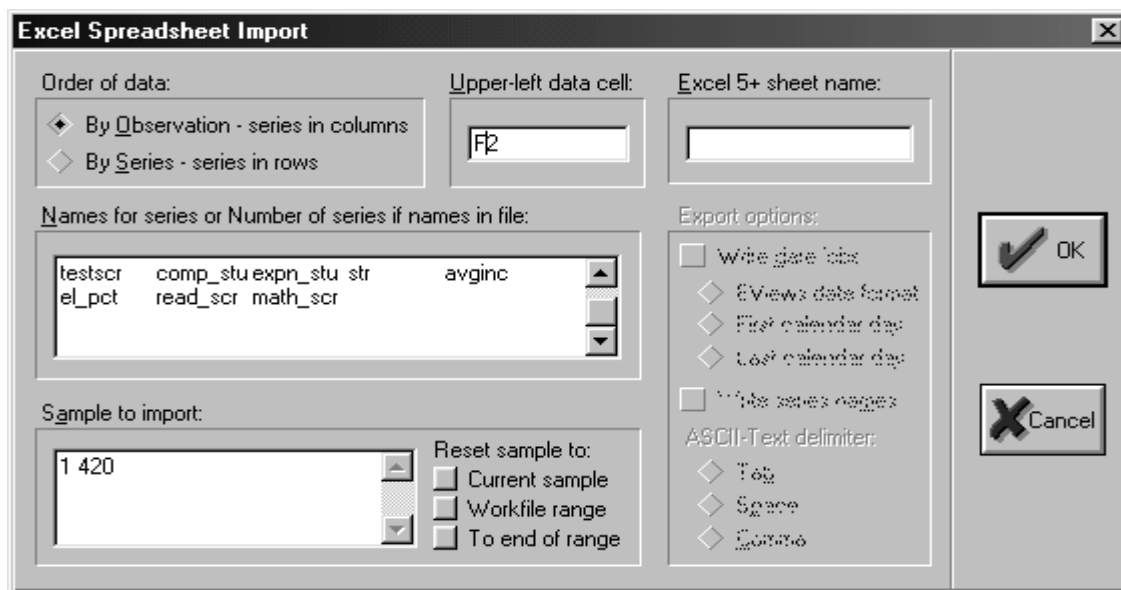 Excel Spreadsheet Import
Order of data:
By Observation - series in columns
By Series - series in rows
Upper-left data cell:
F2
Excel 5+ sheet name:
Names for series or Number of series if names in file:
testscr comp_stu expn_stu str avginc
el_pct read_scr math_scr
Sample to import:
1 420
Reset sample to:
Current sample
Workfile range
To end of range
Export options:
Write date/obs
EViews date format
First calendar day
Last calendar day
Write series names
ASCII-Text delimiter:
Tab
Space
Comma
OK
Cancel